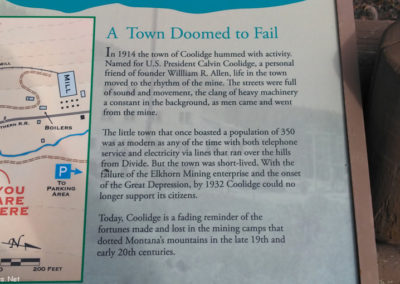 A Town Doomed to Fail
In 1914 the town of Coolidge hummed with activity.
Named for U.S. President Calvin Coolidge, a personal
friend of founder Willliam R. Allen, life in the town
moved to the rhythm of the mine. The streets were full
of sound and movement, the clang of heavy machinery
a constant in the background, as men came and went
from the mine.
The little town that once boasted a population of 350
was as modern as any of the time with both telephone
service and electricity via lines that ran over the hills
from Divide. But the town was short-lived. With the
failure of the Elkhorn Mining enterprise and the onset
of the Great Depression, by 1932 Coolidge could no
longer support its citizens.
Today, Coolidge is a fading reminder of the
fortunes made and lost in the mining camps that
dotted Montana's mountains in the late 19th and
early 20th centuries.
MILL
MILL
THERN R.R.
BOILERS
P
TO
PARKING
AREA
YOU
ARE
HERE
N
200 FEET
s Net